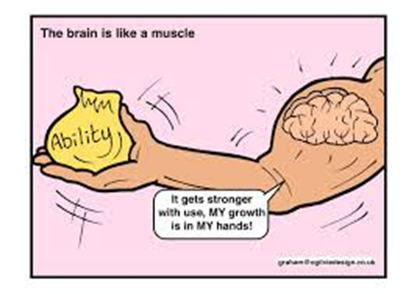 The brain is like a muscle
Ability
It gets stronger
with use, MY growth
is in MY hands!
graham@ogilviedesign.co.uk